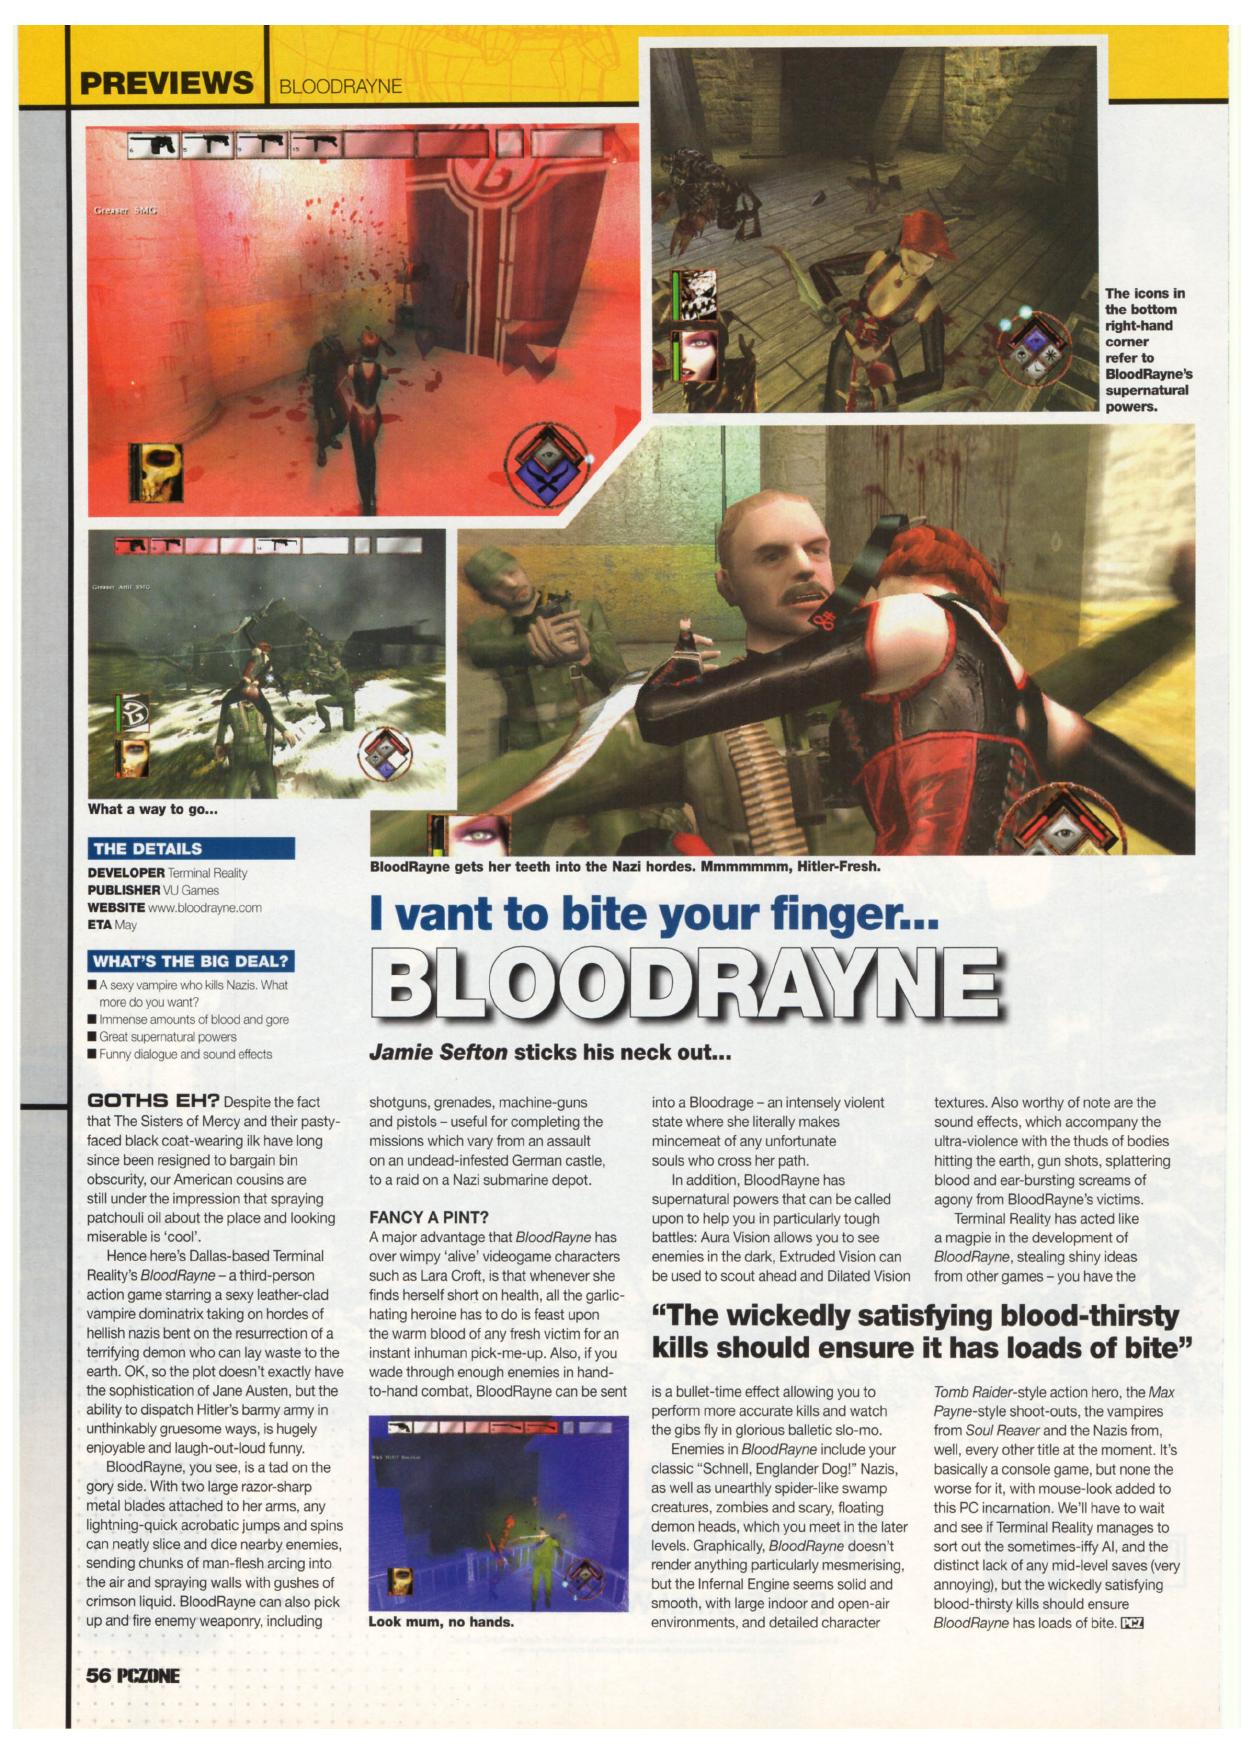 PREVIEWS
BLOODRAYNE
Greaser SMG
The icons in
the bottom
right-hand
corner
refer to
BloodRayne's
supernatural
powers.
What a way to go...
BloodRayne gets her teeth into the Nazi hordes. Mmmmmmm, Hitler-Fresh.
THE DETAILS
DEVELOPER Terminal Reality
PUBLISHER VU Games
WEBSITE www.bloodrayne.com
ETA May
WHAT'S THE BIG DEAL?
■ A sexy vampire who kills Nazis. What
more do you want?
■ Immense amounts of blood and gore
■ Great supernatural powers
■ Funny dialogue and sound effects
I vant to bite your finger...
BLOODRAYNE
Jamie Sefton sticks his neck out...
GOTHS EH? Despite the fact
that The Sisters of Mercy and their pasty-
faced black coat-wearing ilk have long
since been resigned to bargain bin
obscurity, our American cousins are
still under the impression that spraying
patchouli oil about the place and looking
miserable is 'cool'.
Hence here's Dallas-based Terminal
Reality's BloodRayne – a third-person
action game starring a sexy leather-clad
vampire dominatrix taking on hordes of
hellish nazis bent on the resurrection of a
terrifying demon who can lay waste to the
earth. OK, so the plot doesn't exactly have
the sophistication of Jane Austen, but the
ability to dispatch Hitler's barmy army in
unthinkably gruesome ways, is hugely
enjoyable and laugh-out-loud funny.
BloodRayne, you see, is a tad on the
gory side. With two large razor-sharp
metal blades attached to her arms, any
lightning-quick acrobatic jumps and spins
can neatly slice and dice nearby enemies,
sending chunks of man-flesh arcing into
the air and spraying walls with gushes of
crimson liquid. BloodRayne can also pick
up and fire enemy weaponry, including
shotguns, grenades, machine-guns
and pistols – useful for completing the
missions which vary from an assault
on an undead-infested German castle,
to a raid on a Nazi submarine depot.
FANCY A PINT?
A major advantage that BloodRayne has
over wimpy 'alive' videogame characters
such as Lara Croft, is that whenever she
finds herself short on health, all the garlic-
hating heroine has to do is feast upon
the warm blood of any fresh victim for an
instant inhuman pick-me-up. Also, if you
wade through enough enemies in hand-
to-hand combat, BloodRayne can be sent
Look mum, no hands.
into a Bloodrage – an intensely violent
state where she literally makes
mincemeat of any unfortunate
souls who cross her path.
In addition, BloodRayne has
supernatural powers that can be called
upon to help you in particularly tough
battles: Aura Vision allows you to see
enemies in the dark, Extruded Vision can
be used to scout ahead and Dilated Vision
"The wickedly satisfying blood-thirsty
kills should ensure it has loads of bite"
is a bullet-time effect allowing you to
perform more accurate kills and watch
the gibs fly in glorious balletic slo-mo.
Enemies in BloodRayne include your
classic "Schnell, Englander Dog!" Nazis,
as well as unearthly spider-like swamp
creatures, zombies and scary, floating
demon heads, which you meet in the later
levels. Graphically, BloodRayne doesn't
render anything particularly mesmerising,
but the Infernal Engine seems solid and
smooth, with large indoor and open-air
environments, and detailed character
textures. Also worthy of note are the
sound effects, which accompany the
ultra-violence with the thuds of bodies
hitting the earth, gun shots, splattering
blood and ear-bursting screams of
agony from BloodRayne's victims.
Terminal Reality has acted like
a magpie in the development of
BloodRayne, stealing shiny ideas
from other games – you have the
Tomb Raider-style action hero, the Max
Payne-style shoot-outs, the vampires
from Soul Reaver and the Nazis from,
well, every other title at the moment. It's
basically a console game, but none the
worse for it, with mouse-look added to
this PC incarnation. We'll have to wait
and see if Terminal Reality manages to
sort out the sometimes-iffy AI, and the
distinct lack of any mid-level saves (very
annoying), but the wickedly satisfying
blood-thirsty kills should ensure
BloodRayne has loads of bite. PCZ
56 PCZONE